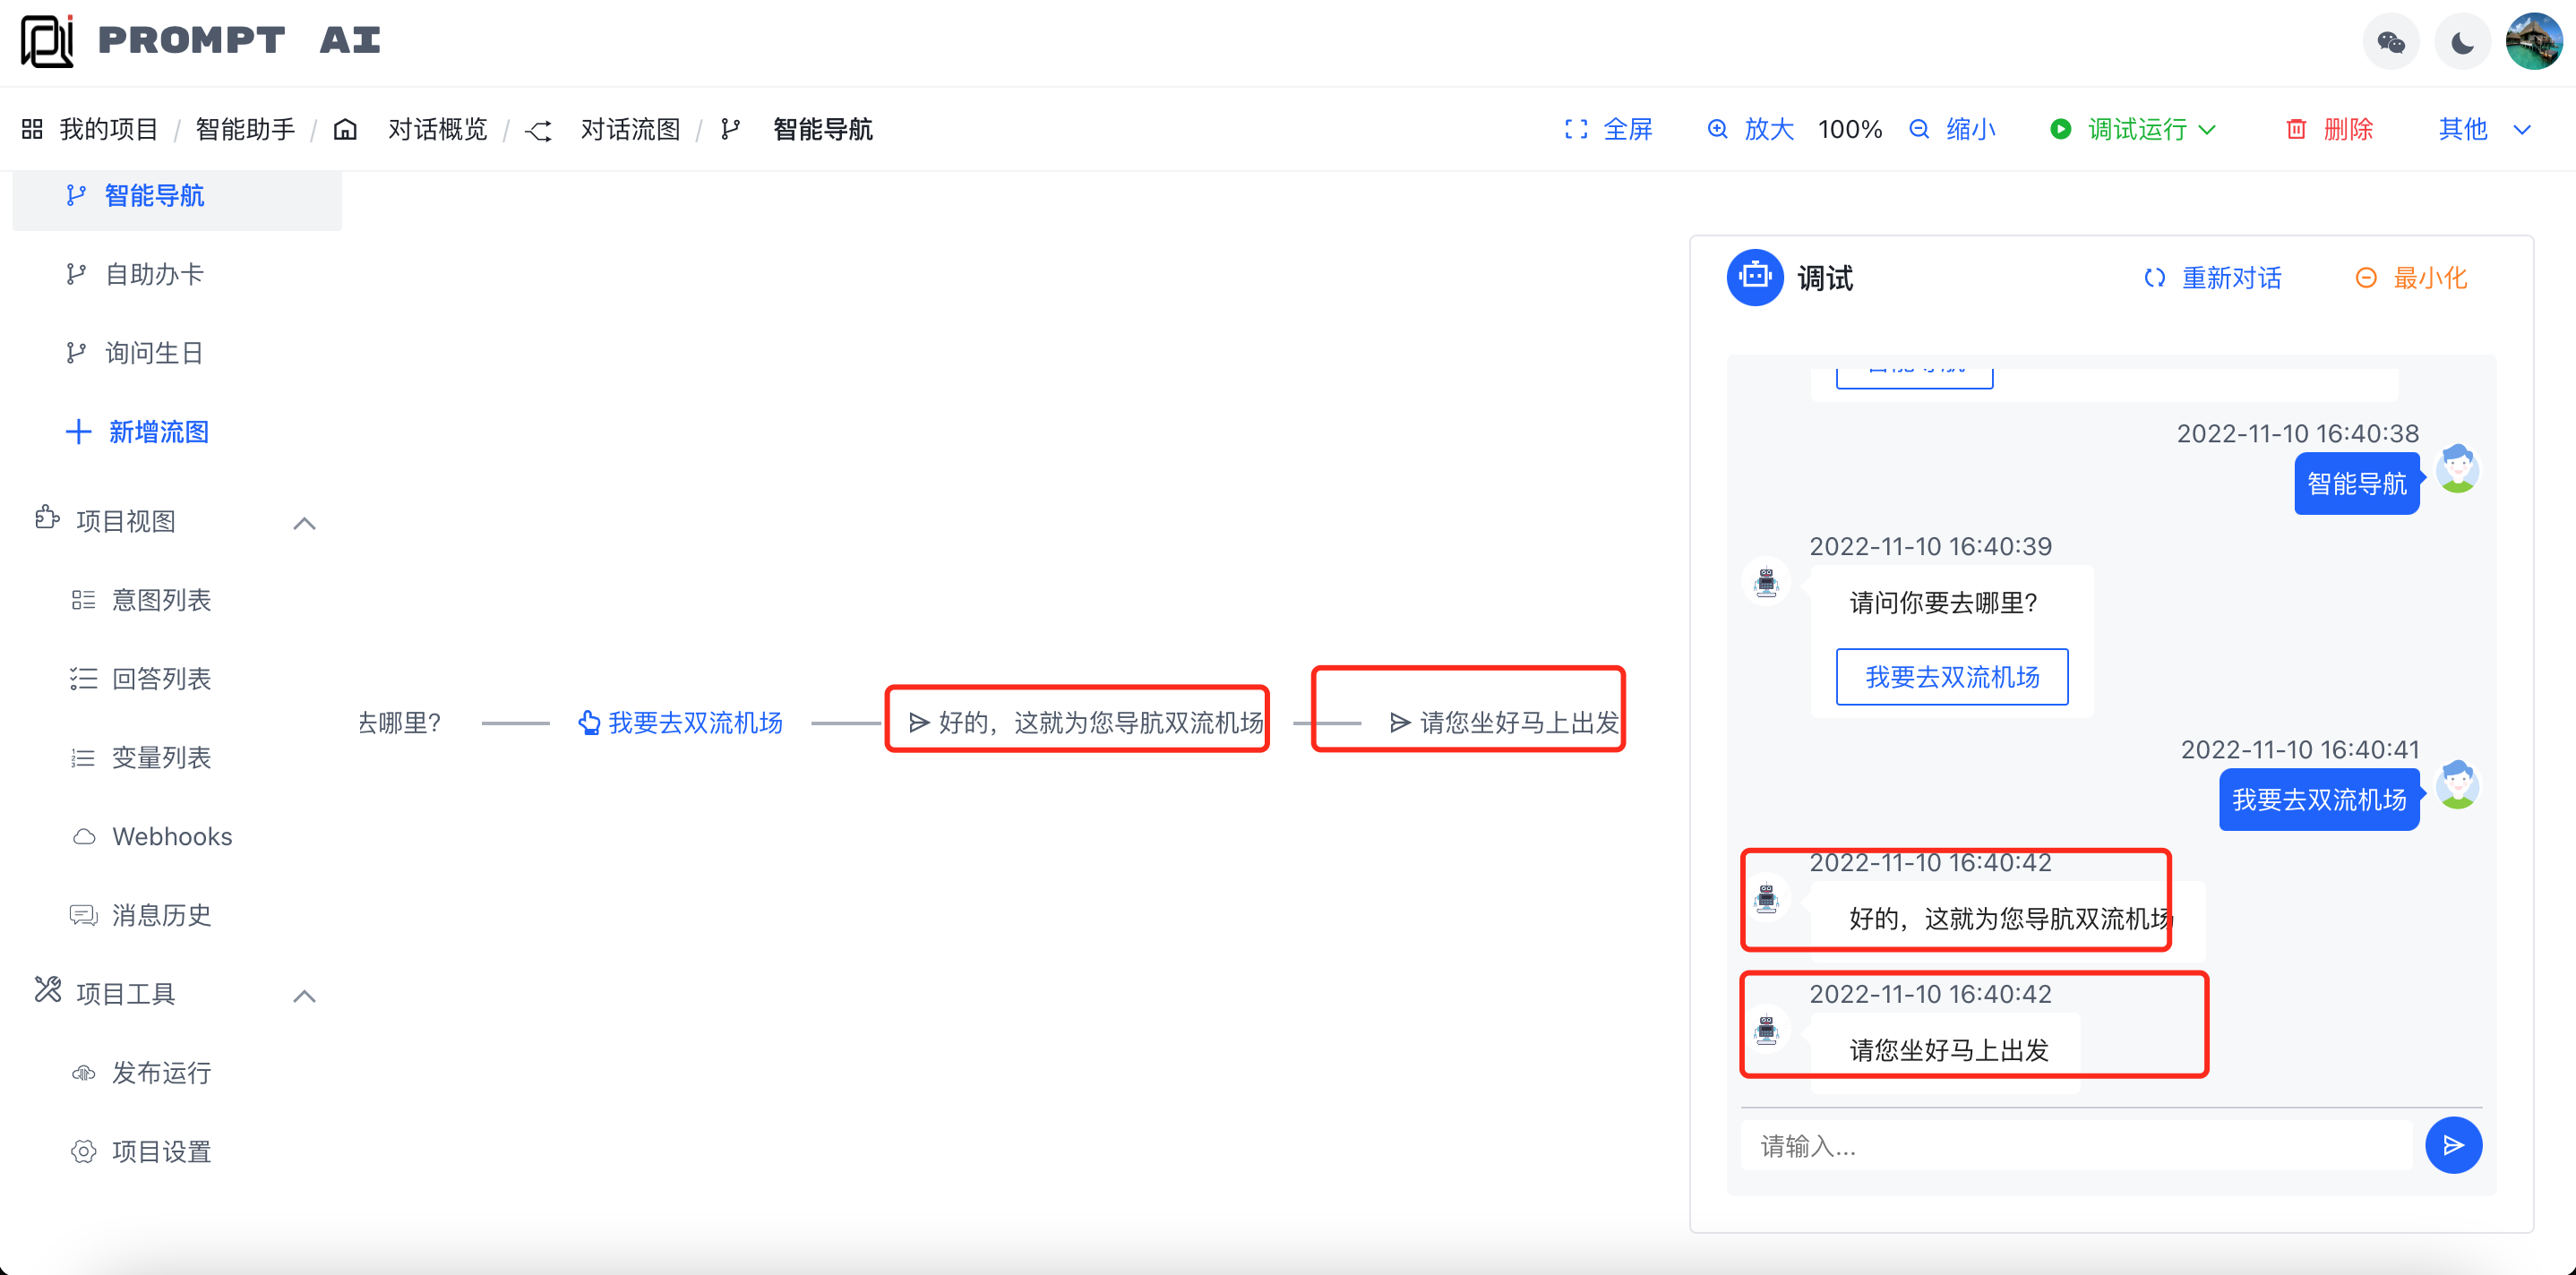 PROMPT AI
我的项目 / 智能助手 / 对话概览 / 对话流图 / 智能导航
全屏 放大 100% 缩小 调试运行 删除 其他
智能导航
自助办卡
询问生日
新增流图
项目视图
意图列表
回答列表
变量列表
Webhooks
消息历史
项目工具
发布运行
项目设置
去哪里? 我要去双流机场 好的，这就为您导航双流机场 请您坐好马上出发
调试 重新对话 最小化
智能导航
2022-11-10 16:40:38
智能导航
2022-11-10 16:40:39
请问你要去哪里?
我要去双流机场
2022-11-10 16:40:41
我要去双流机场
2022-11-10 16:40:42
好的，这就为您导航双流机场
2022-11-10 16:40:42
请您坐好马上出发
请输入...